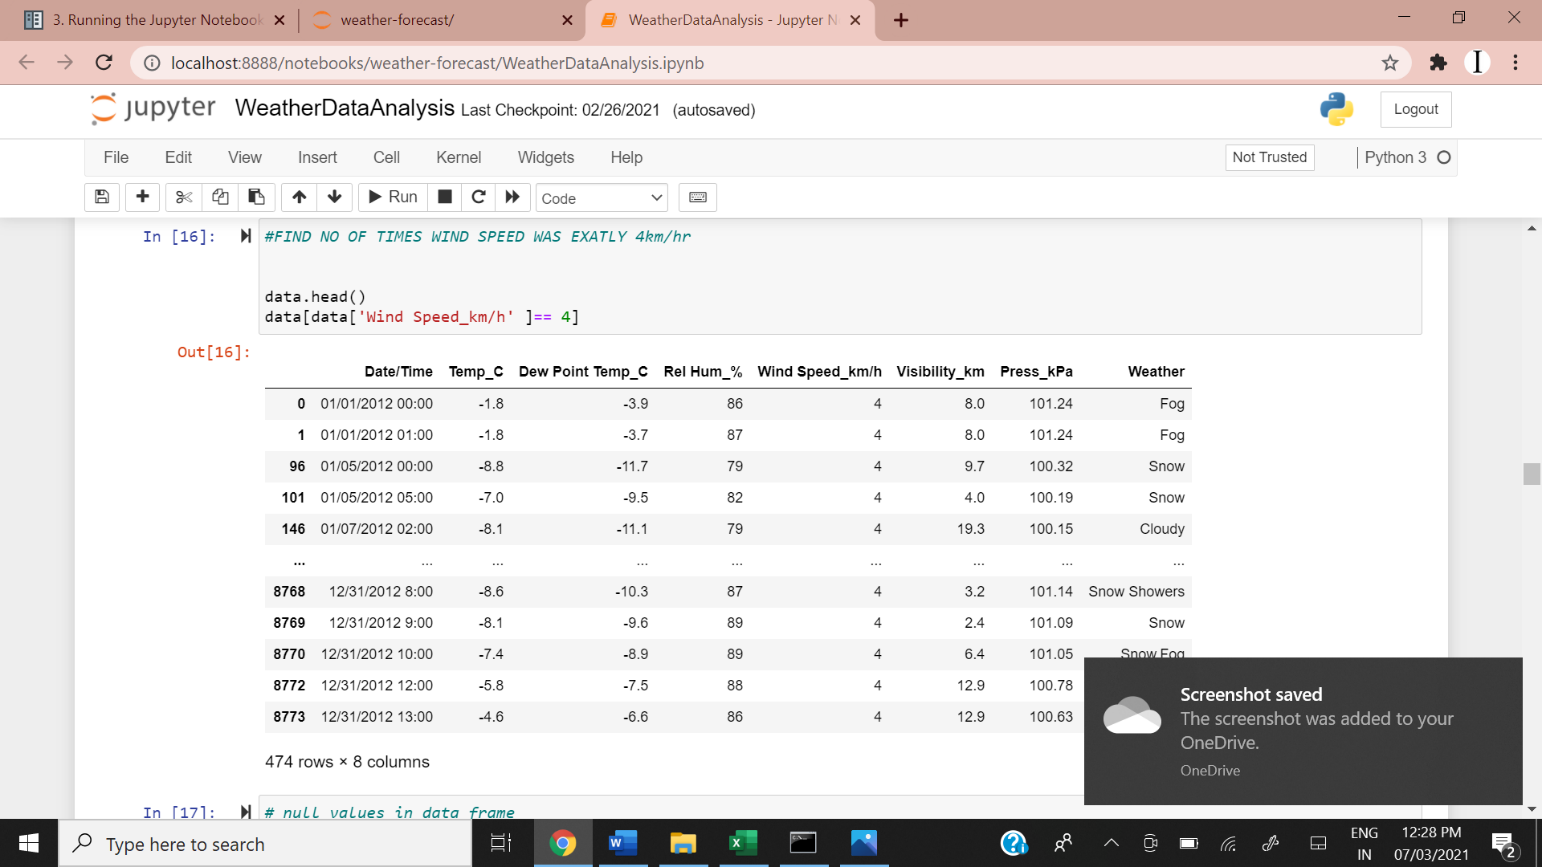 3. Running the Jupyter Notebook
weather-forecast/
WeatherDataAnalysis - Jupyter N
localhost:8888/notebooks/weather-forecast/WeatherDataAnalysis.ipynb
I
jupyter WeatherDataAnalysis Last Checkpoint: 02/26/2021 (autosaved)
Logout
File Edit View Insert Cell Kernel Widgets Help
Not Trusted
Python 3
Run
Code
In [16]:
#FIND NO OF TIMES WIND SPEED WAS EXATLY 4km/hr
data.head()
data[data['Wind Speed_km/h' ]== 4]
Out[16]:
Date/Time Temp_C Dew Point Temp_C Rel Hum_% Wind Speed_km/h Visibility_km Press_kPa Weather
0 01/01/2012 00:00 -1.8 -3.9 86 4 8.0 101.24 Fog
1 01/01/2012 01:00 -1.8 -3.7 87 4 8.0 101.24 Fog
96 01/05/2012 00:00 -8.8 -11.7 79 4 9.7 100.32 Snow
101 01/05/2012 05:00 -7.0 -9.5 82 4 4.0 100.19 Snow
146 01/07/2012 02:00 -8.1 -11.1 79 4 19.3 100.15 Cloudy
... ... ... ... ... ... ... ... ...
8768 12/31/2012 8:00 -8.6 -10.3 87 4 3.2 101.14 Snow Showers
8769 12/31/2012 9:00 -8.1 -9.6 89 4 2.4 101.09 Snow
8770 12/31/2012 10:00 -7.4 -8.9 89 4 6.4 101.05 Snow,Fog
8772 12/31/2012 12:00 -5.8 -7.5 88 4 12.9 100.78
8773 12/31/2012 13:00 -4.6 -6.6 86 4 12.9 100.63
474 rows × 8 columns
Screenshot saved
The screenshot was added to your
OneDrive.
OneDrive
In [17]:
# null values in data frame
Type here to search
ENG
IN
12:28 PM
07/03/2021
2